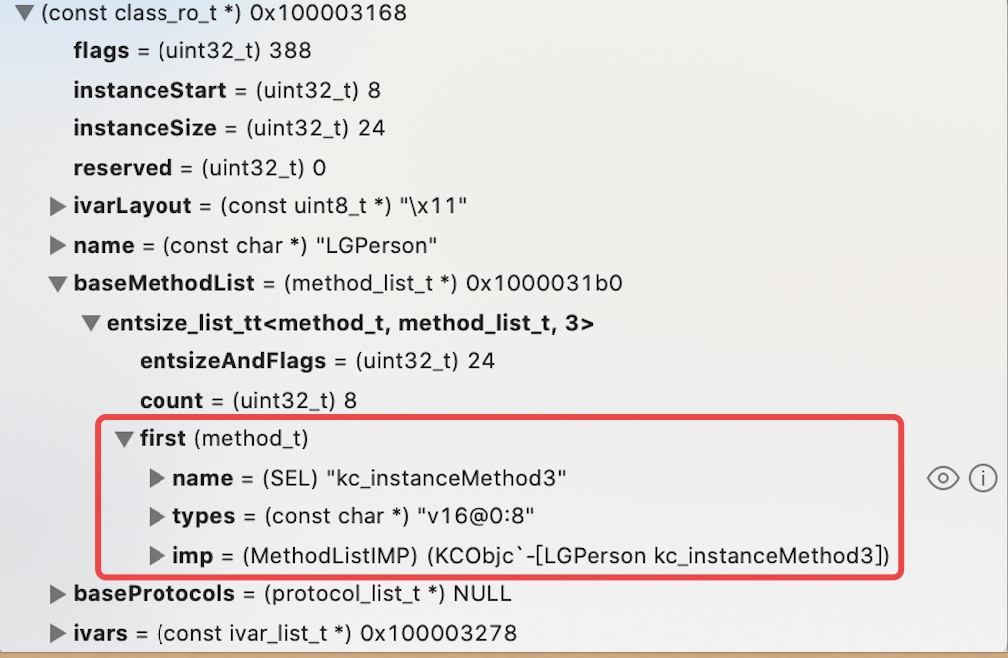 (const class_ro_t *) 0x100003168
flags = (uint32_t) 388
instanceStart = (uint32_t) 8
instanceSize = (uint32_t) 24
reserved = (uint32_t) 0
ivarLayout = (const uint8_t *) "\x11"
name = (const char *) "LGPerson"
baseMethodList = (method_list_t *) 0x1000031b0
entsize_list_tt<method_t, method_list_t, 3>
entsizeAndFlags = (uint32_t) 24
count = (uint32_t) 8
first (method_t)
name = (SEL) "kc_instanceMethod3"
types = (const char *) "v16@0:8"
imp = (MethodListIMP) (KCObjc`-[LGPerson kc_instanceMethod3])
baseProtocols = (protocol_list_t *) NULL
ivars = (const ivar_list_t *) 0x100003278